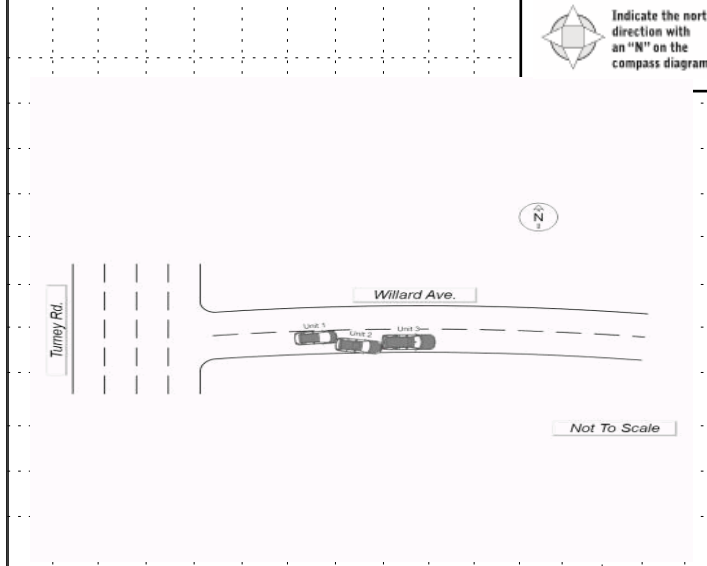 Indicate the nort
direction with
an "N" on the
compass diagram
N
Willard Ave.
Turney Rd.
Unit 1
Unit 2
Unit 3
Not To Scale